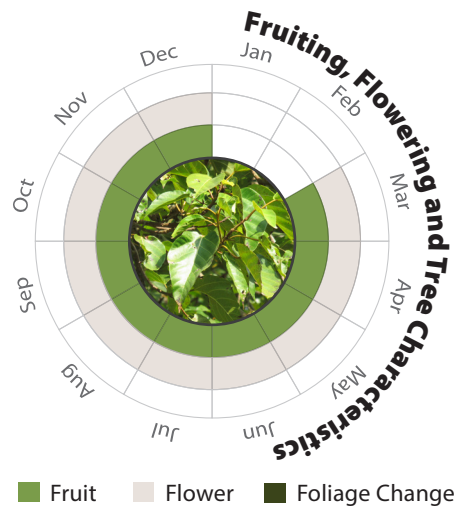 Fruiting, Flowering and Tree Characteristics
Jan
Feb
Mar
Apr
May
Jun
Jul
Aug
Sep
Oct
Nov
Dec
Fruit
Flower
Foliage Change